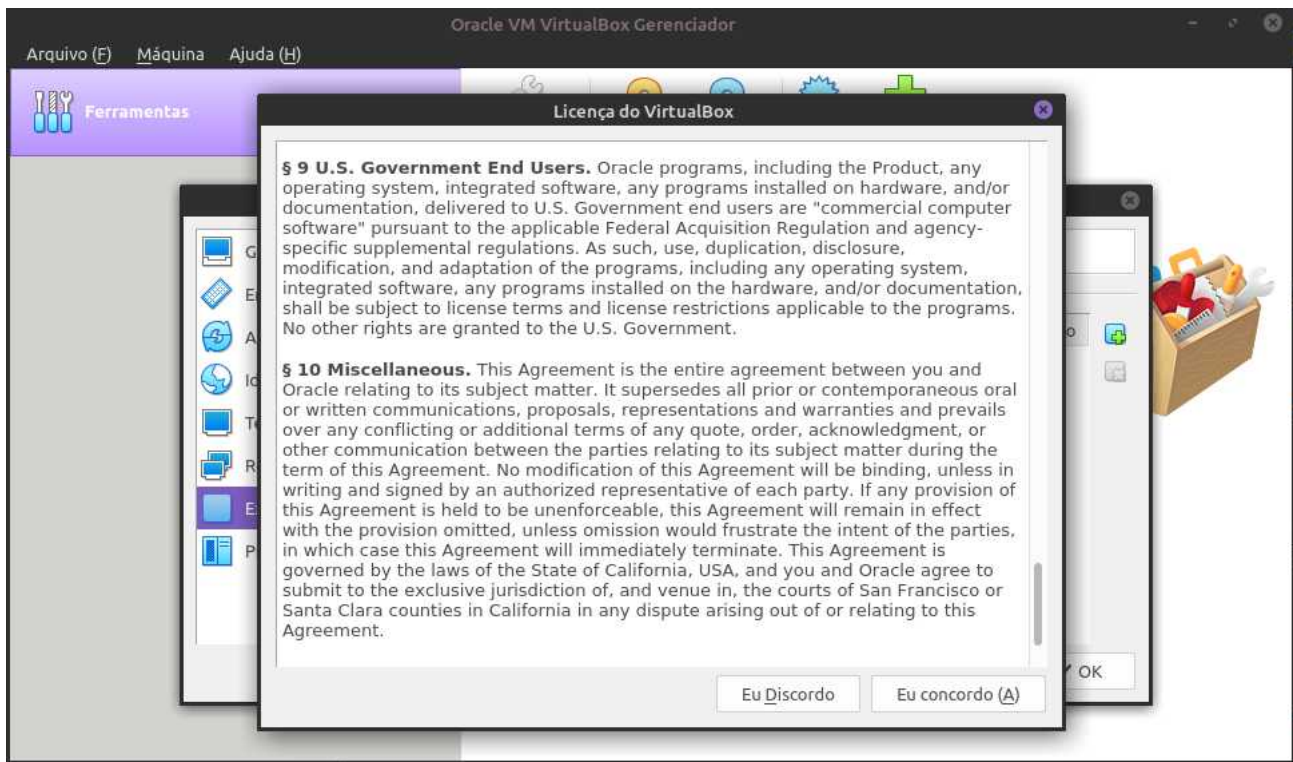 Oracle VM VirtualBox Gerenciador
Arquivo (F) Máquina Ajuda (H)
Ferramentas
Licença do VirtualBox
§ 9 U.S. Government End Users. Oracle programs, including the Product, any
operating system, integrated software, any programs installed on hardware, and/or
documentation, delivered to U.S. Government end users are "commercial computer
software" pursuant to the applicable Federal Acquisition Regulation and agency-
specific supplemental regulations. As such, use, duplication, disclosure,
modification, and adaptation of the programs, including any operating system,
integrated software, any programs installed on the hardware, and/or documentation,
shall be subject to license terms and license restrictions applicable to the programs.
No other rights are granted to the U.S. Government.
§ 10 Miscellaneous. This Agreement is the entire agreement between you and
Oracle relating to its subject matter. It supersedes all prior or contemporaneous oral
or written communications, proposals, representations and warranties and prevails
over any conflicting or additional terms of any quote, order, acknowledgment, or
other communication between the parties relating to its subject matter during the
term of this Agreement. No modification of this Agreement will be binding, unless in
writing and signed by an authorized representative of each party. If any provision of
this Agreement is held to be unenforceable, this Agreement will remain in effect
with the provision omitted, unless omission would frustrate the intent of the parties,
in which case this Agreement will immediately terminate. This Agreement is
governed by the laws of the State of California, USA, and you and Oracle agree to
submit to the exclusive jurisdiction of, and venue in, the courts of San Francisco or
Santa Clara counties in California in any dispute arising out of or relating to this
Agreement.
OK
Eu Discordo Eu concordo (A)